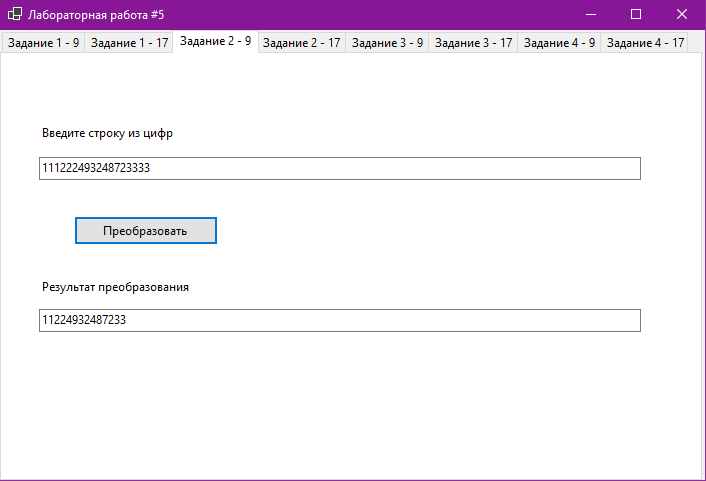 Лабораторная работа #5
Задание 1 - 9 Задание 1 - 17 Задание 2 - 9 Задание 2 - 17 Задание 3 - 9 Задание 3 - 17 Задание 4 - 9 Задание 4 - 17
Введите строку из цифр
111222493248723333
Преобразовать
Результат преобразования
11224932487233